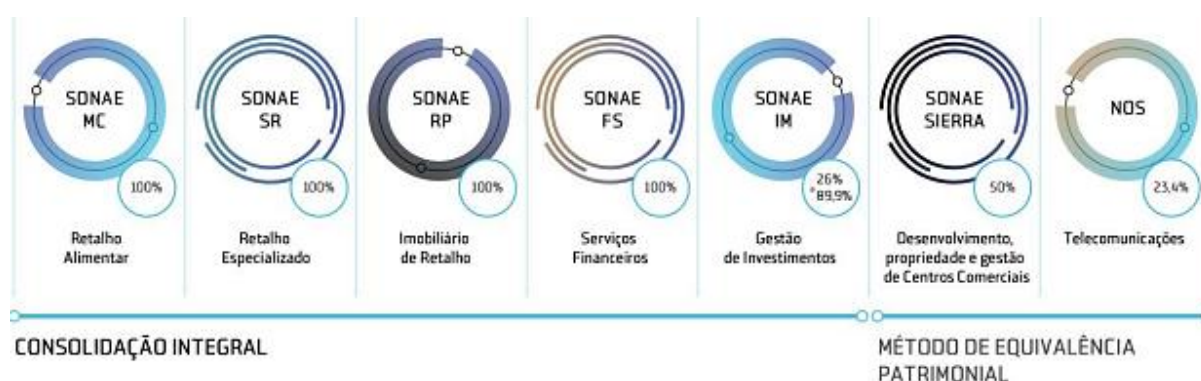 SONAE
MC
100%
Retalho
Alimentar
SONAE
SR
100%
Retalho
Especializado
SONAE
RP
100%
Imobiliário
de Retalho
SONAE
FS
100%
Serviços
Financeiros
SONAE
IM
26%
89,9%
Gestão
de Investimentos
SONAE
SIERRA
50%
Desenvolvimento,
propriedade e gestão
de Centros Comerciais
NOS
23,4%
Telecomunicações
CONSOLIDAÇÃO INTEGRAL
MÉTODO DE EQUIVALÊNCIA
PATRIMONIAL